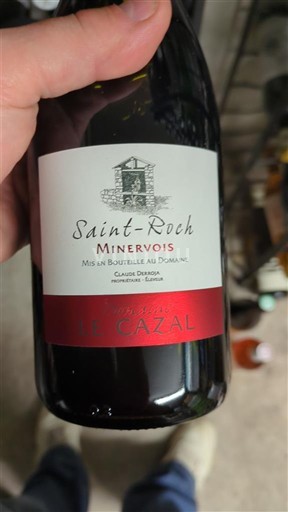 Saint-Roch
MINERVOIS
MIS EN BOUTEILLE AU DOMAINE
CLAUDE DERROJA
PROPRIÉTAIRE - ÉLEVEUR
LE CAZAL